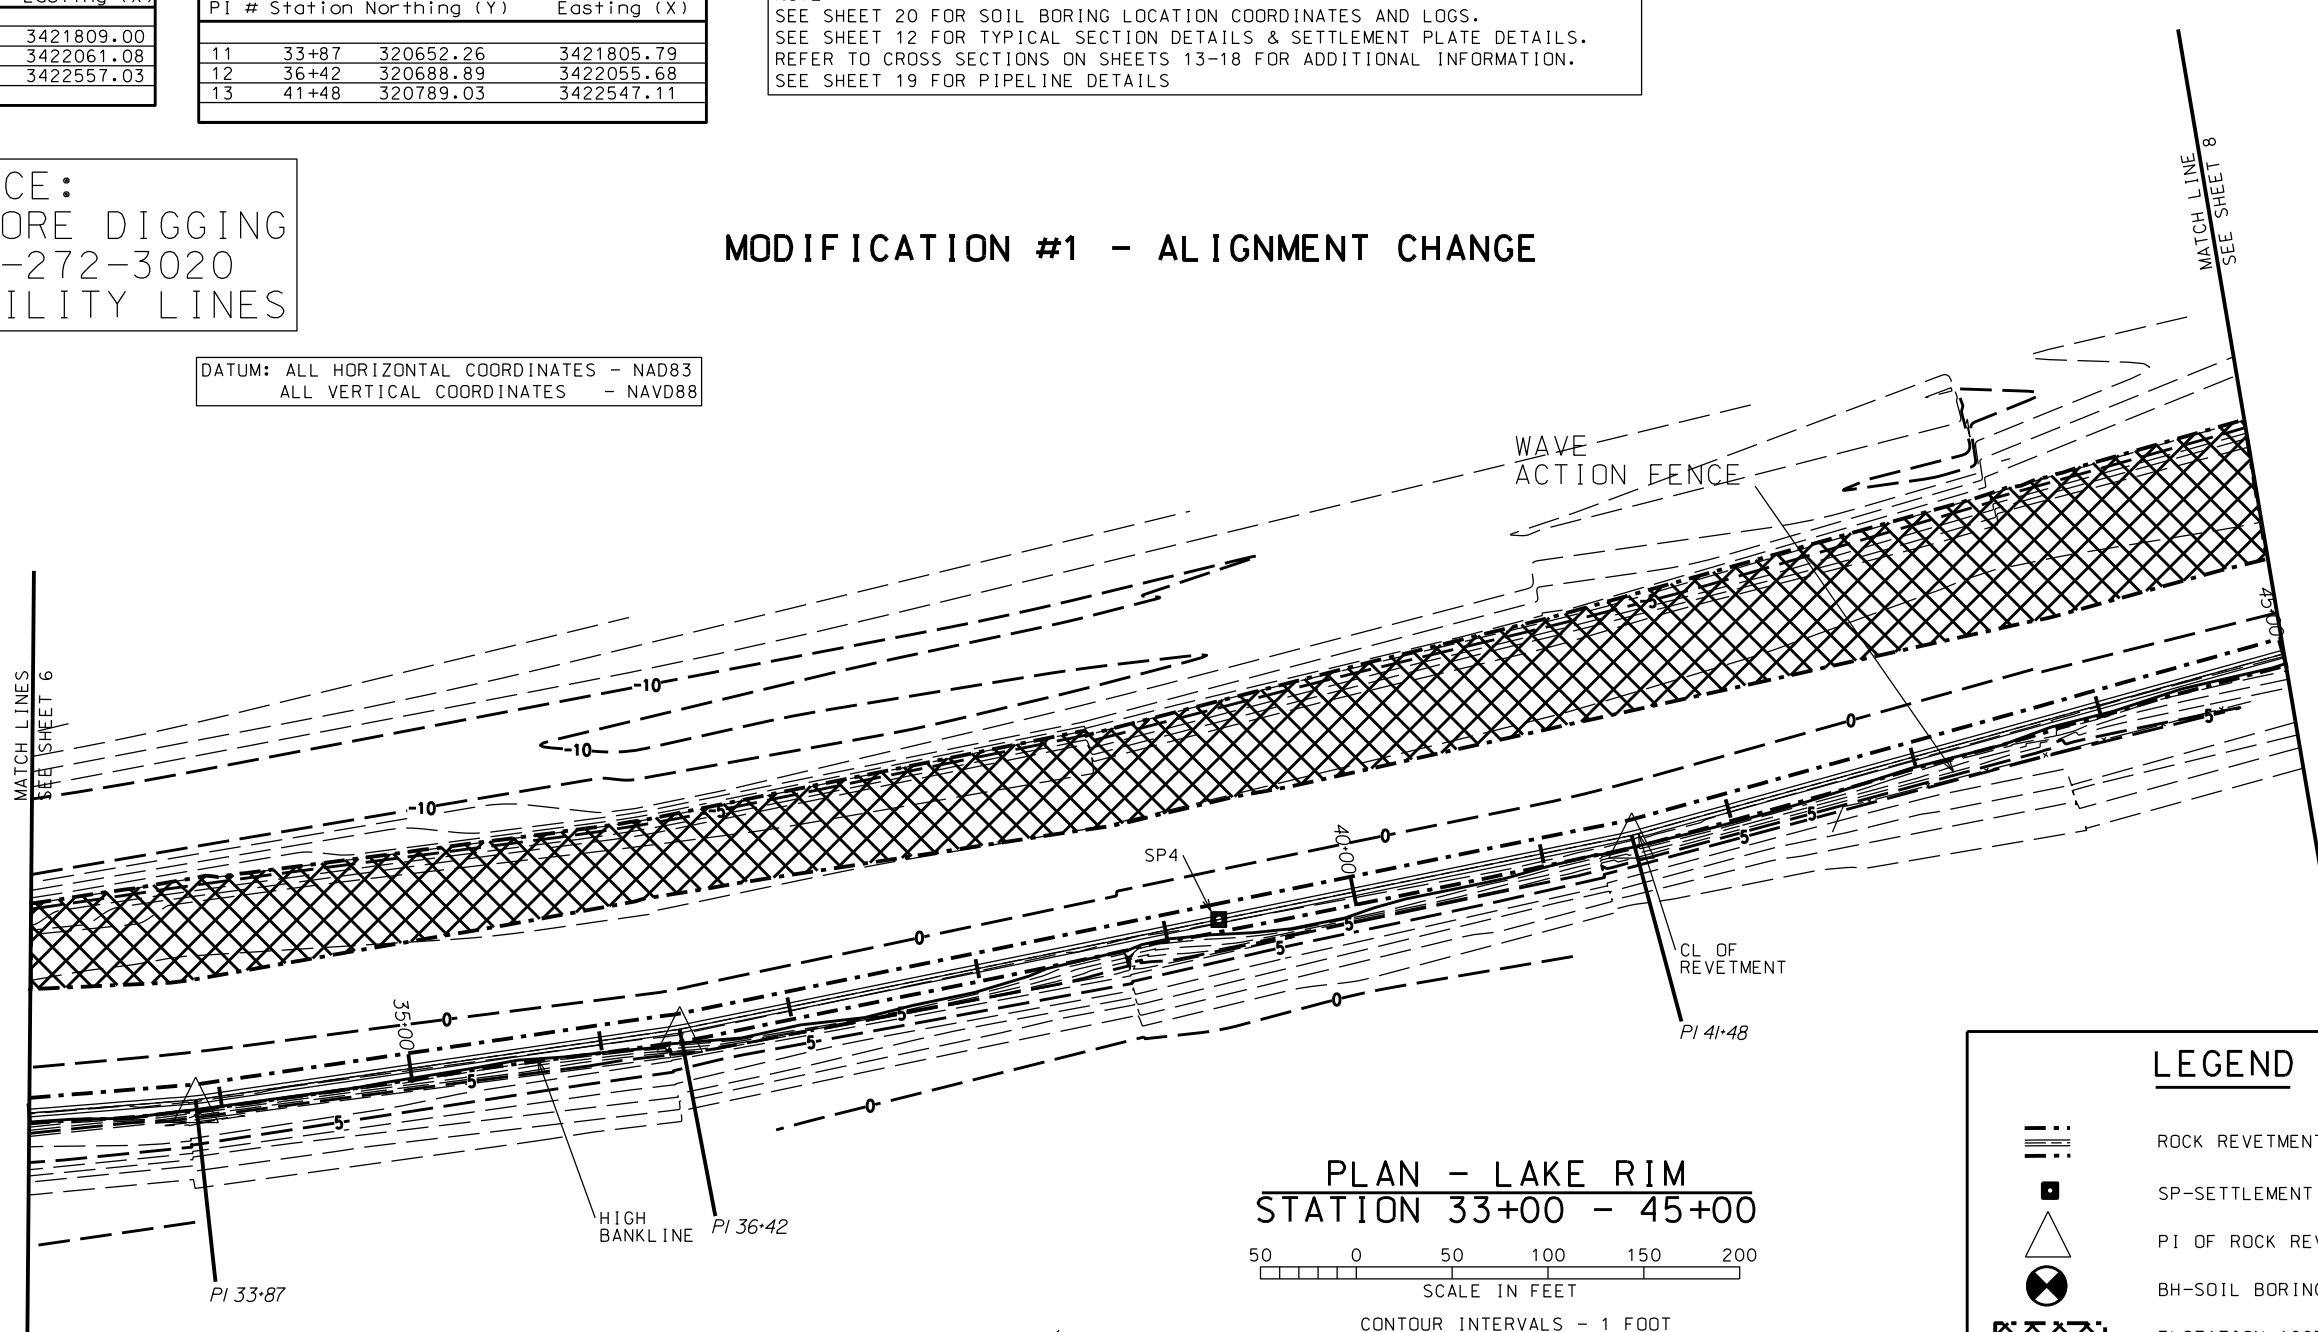 3421809.00
3422061.08
3422557.03
PI # Station Northing (Y) Easting (X)
11 33+87 320652.26 3421805.79
12 36+42 320688.89 3422055.68
13 41+48 320789.03 3422547.11
SEE SHEET 20 FOR SOIL BORING LOCATION COORDINATES AND LOGS.
SEE SHEET 12 FOR TYPICAL SECTION DETAILS & SETTLEMENT PLATE DETAILS.
REFER TO CROSS SECTIONS ON SHEETS 13-18 FOR ADDITIONAL INFORMATION.
SEE SHEET 19 FOR PIPELINE DETAILS
CE:
ORE DIGGING
-272-3020
ILITY LINES
MODIFICATION #1 - ALIGNMENT CHANGE
MATCH LINE
SEE SHEET 8
DATUM: ALL HORIZONTAL COORDINATES - NAD83
ALL VERTICAL COORDINATES - NAVD88
WAVE
ACTION FENCE
MATCH LINES
SEE SHEET 6
-10
-10
-10
-5
-5
45+00
0
0
0
0
0
0
5
5
5
5
5
5
5
5
5
SP4
40+00
35+00
CL OF
REVETMENT
PI 41+48
HIGH
BANKLINE
PI 36+42
PI 33+87
PLAN - LAKE RIM
STATION 33+00 - 45+00
50 0 50 100 150 200
SCALE IN FEET
CONTOUR INTERVALS - 1 FOOT
LEGEND
ROCK REVETMENT
SP-SETTLEMENT
PI OF ROCK REV
BH-SOIL BORING